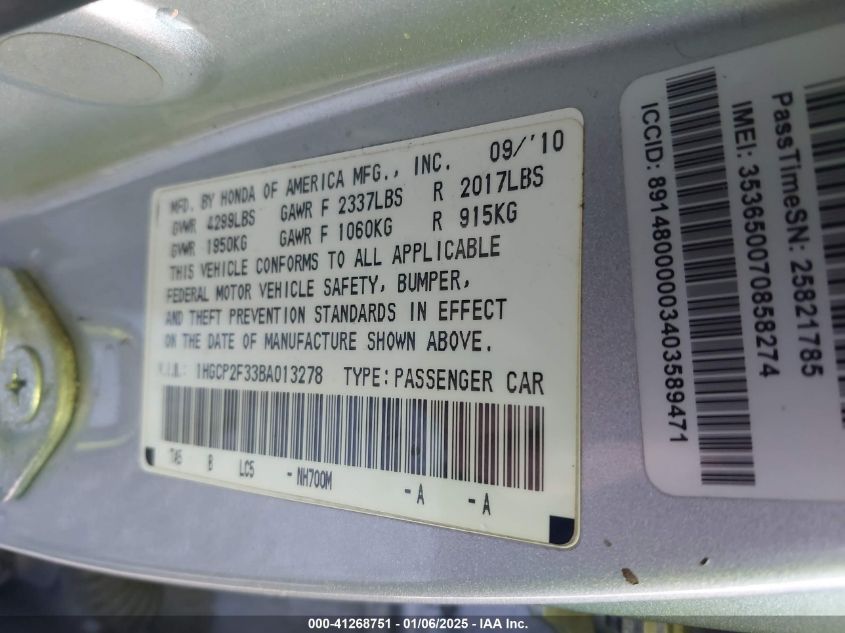 09/'10
MFD. BY HONDA OF AMERICA MFG., INC.
GVWR 4299LBS GAWR F 2337LBS R 2017LBS
GVWR 1950KG GAWR F 1060KG R 915KG
THIS VEHICLE CONFORMS TO ALL APPLICABLE
FEDERAL MOTOR VEHICLE SAFETY, BUMPER,
AND THEFT PREVENTION STANDARDS IN EFFECT
ON THE DATE OF MANUFACTURE SHOWN ABOVE.
V.I.N.: 1HGCP2F33BA013278 TYPE: PASSENGER CAR
B LC5 - NH700M - A - A
PassTimeSN: 25821785
IMEI: 353650070858274
ICCID: 89148000003403589471
000-41268751 — 01/06/2025 — IAA Inc.